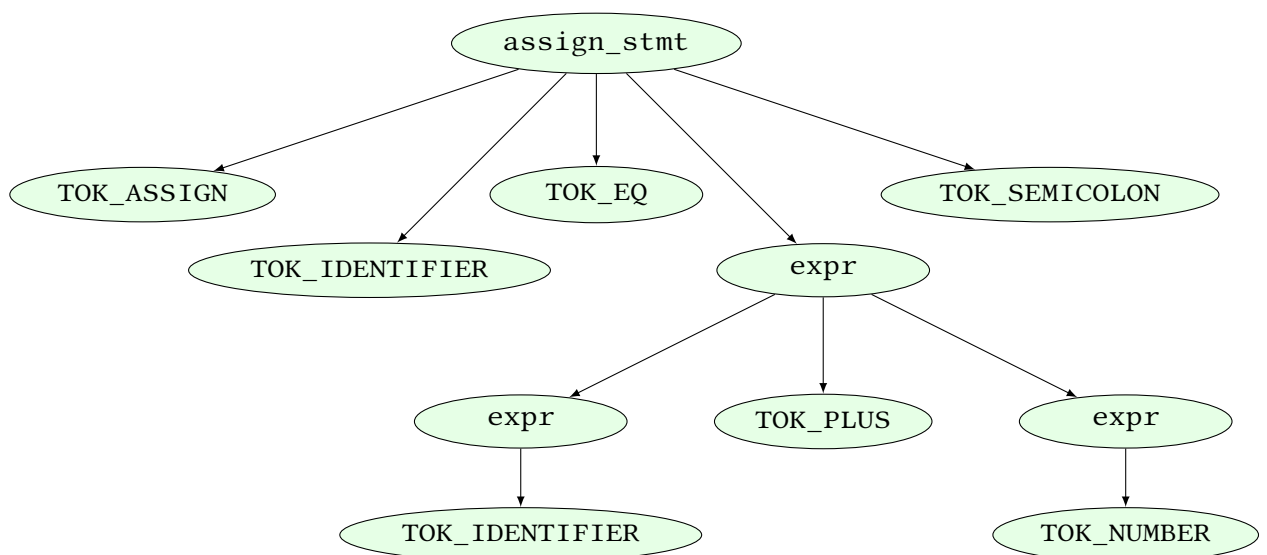 assign_stmt
TOK_ASSIGN
TOK_EQ
TOK_SEMICOLON
TOK_IDENTIFIER
expr
expr
TOK_PLUS
expr
TOK_IDENTIFIER
TOK_NUMBER